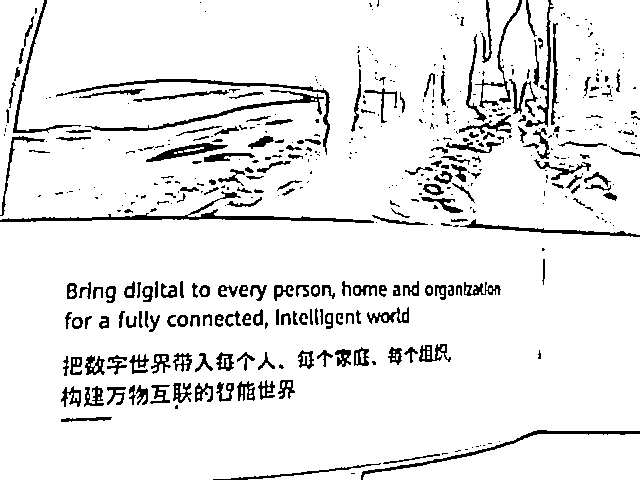 Bring digital to every person, home and organization
for a fully connected, intelligent world
把数字世界带入每个人、每个家庭、每个组织,
构建万物互联的智能世界